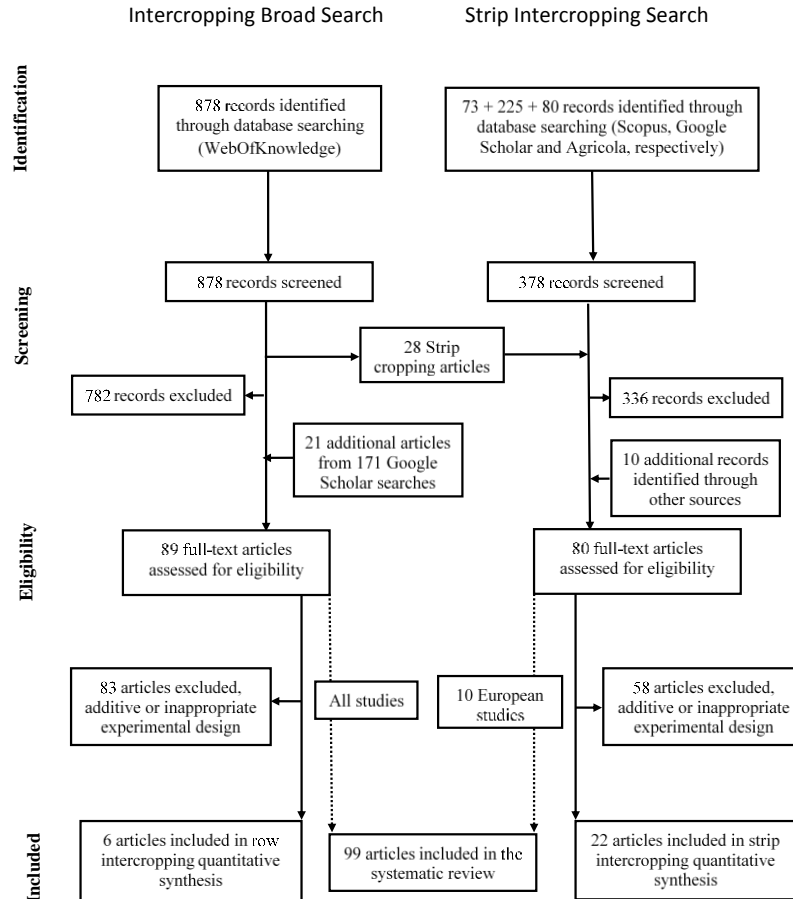 Intercropping Broad Search
Strip Intercropping Search
Identification
878 records identified
through database searching
(WebOfKnowledge)
73 + 225 + 80 records identified through
database searching (Scopus, Google
Scholar and Agricola, respectively)
Screening
878 records screened
378 records screened
28 Strip
cropping articles
782 records excluded
336 records excluded
21 additional articles
from 171 Google
Scholar searches
10 additional records
identified through
other sources
Eligibility
89 full-text articles
assessed for eligibility
80 full-text articles
assessed for eligibility
83 articles excluded,
additive or inappropriate
experimental design
All studies
10 European
studies
58 articles excluded,
additive or inappropriate
experimental design
Included
6 articles included in row
intercropping quantitative
synthesis
99 articles included in the
systematic review
22 articles included in strip
intercropping quantitative
synthesis